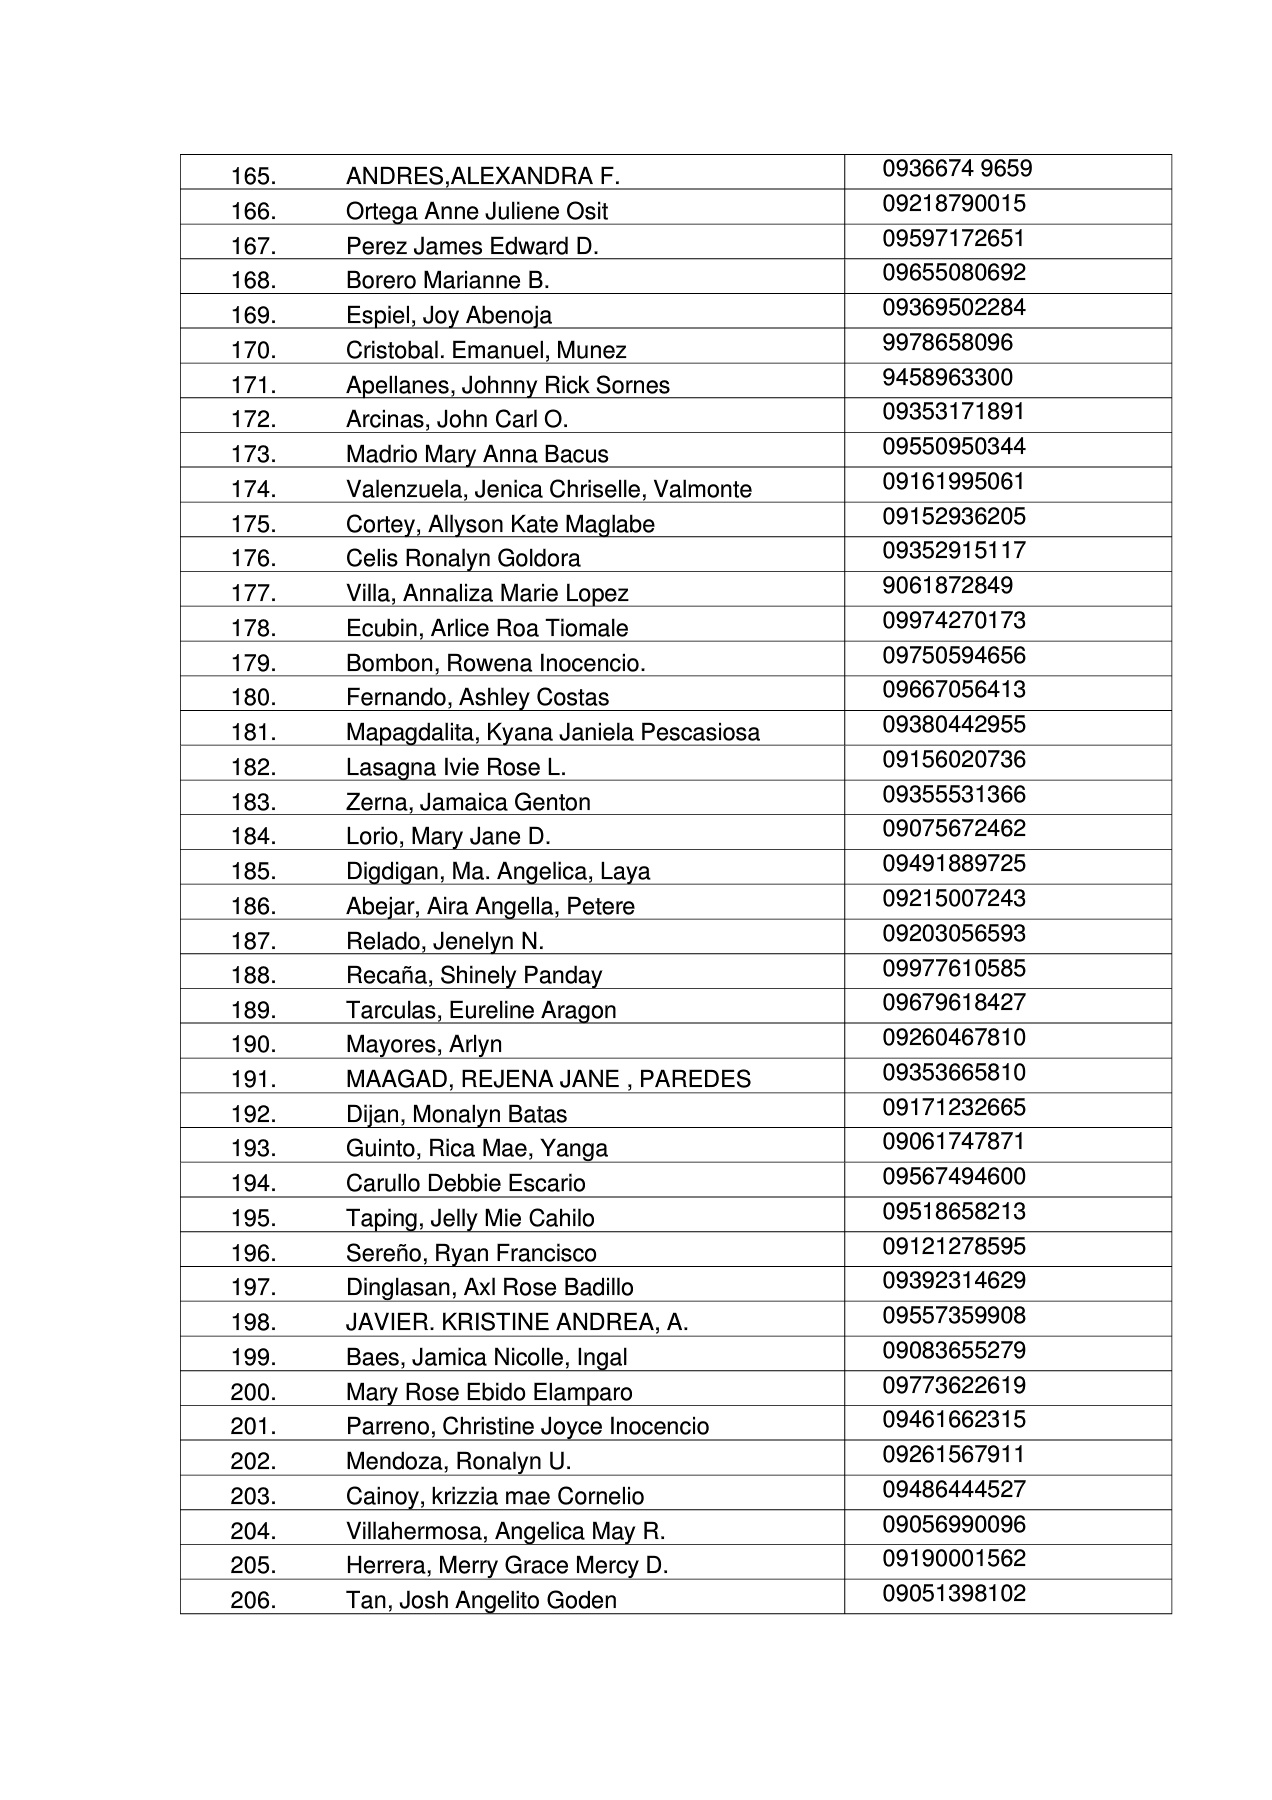 165. ANDRES,ALEXANDRA F. 0936674 9659
166. Ortega Anne Juliene Osit 09218790015
167. Perez James Edward D. 09597172651
168. Borero Marianne B. 09655080692
169. Espiel, Joy Abenoja 09369502284
170. Cristobal. Emanuel, Munez 9978658096
171. Apellanes, Johnny Rick Sornes 9458963300
172. Arcinas, John Carl O. 09353171891
173. Madrio Mary Anna Bacus 09550950344
174. Valenzuela, Jenica Chriselle, Valmonte 09161995061
175. Cortey, Allyson Kate Maglabe 09152936205
176. Celis Ronalyn Goldora 09352915117
177. Villa, Annaliza Marie Lopez 9061872849
178. Ecubin, Arlice Roa Tiomale 09974270173
179. Bombon, Rowena Inocencio. 09750594656
180. Fernando, Ashley Costas 09667056413
181. Mapagdalita, Kyana Janiela Pescasiosa 09380442955
182. Lasagna Ivie Rose L. 09156020736
183. Zerna, Jamaica Genton 09355531366
184. Lorio, Mary Jane D. 09075672462
185. Digdigan, Ma. Angelica, Laya 09491889725
186. Abejar, Aira Angella, Petere 09215007243
187. Relado, Jenelyn N. 09203056593
188. Recaña, Shinely Panday 09977610585
189. Tarculas, Eureline Aragon 09679618427
190. Mayores, Arlyn 09260467810
191. MAAGAD, REJENA JANE , PAREDES 09353665810
192. Dijan, Monalyn Batas 09171232665
193. Guinto, Rica Mae, Yanga 09061747871
194. Carullo Debbie Escario 09567494600
195. Taping, Jelly Mie Cahilo 09518658213
196. Sereño, Ryan Francisco 09121278595
197. Dinglasan, Axl Rose Badillo 09392314629
198. JAVIER. KRISTINE ANDREA, A. 09557359908
199. Baes, Jamica Nicolle, Ingal 09083655279
200. Mary Rose Ebido Elamparo 09773622619
201. Parreno, Christine Joyce Inocencio 09461662315
202. Mendoza, Ronalyn U. 09261567911
203. Cainoy, krizzia mae Cornelio 09486444527
204. Villahermosa, Angelica May R. 09056990096
205. Herrera, Merry Grace Mercy D. 09190001562
206. Tan, Josh Angelito Goden 09051398102